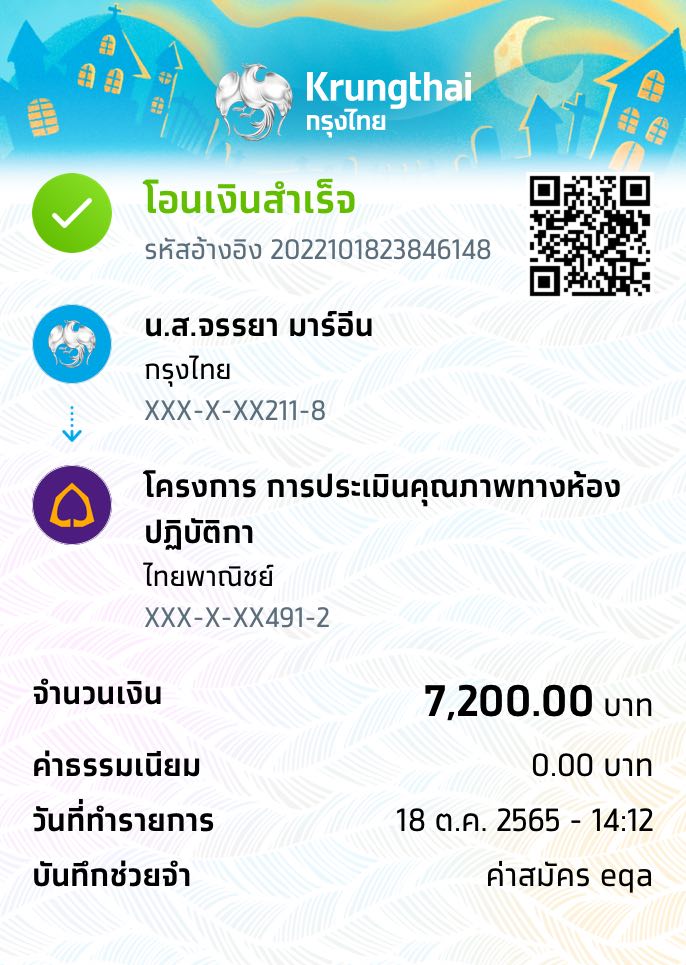 Krungthai
กรุงไทย
โอนเงินสำเร็จ
รหัสอ้างอิง 2022101823846148
น.ส.จรรยา มาร์อีน
กรุงไทย
XXX-X-XX211-8
โครงการ การประเมินคุณภาพทางห้อง
ปฏิบัติกา
ไทยพาณิชย์
XXX-X-XX491-2
จำนวนเงิน 7,200.00 บาท
ค่าธรรมเนียม 0.00 บาท
วันที่ทำรายการ 18 ต.ค. 2565 - 14:12
บันทึกช่วยจำ ค่าสมัคร eqa